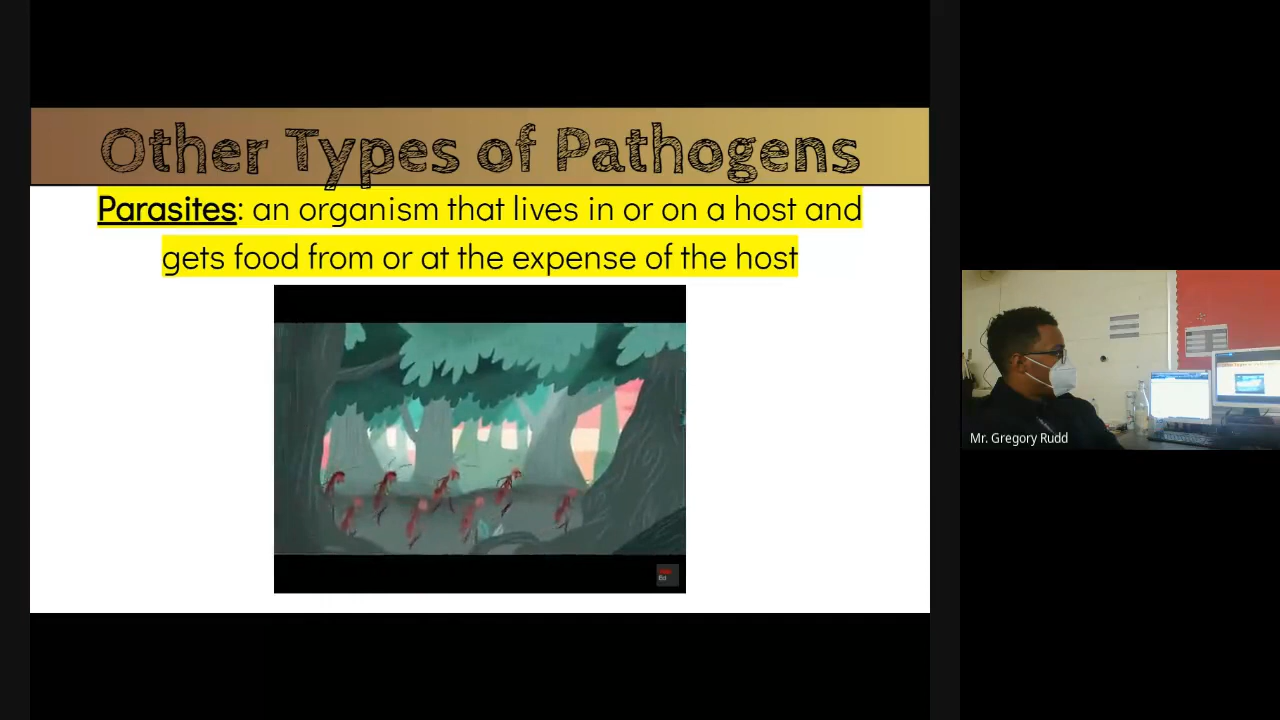 Other Types of Pathogens
Parasites: an organism that lives in or on a host and
gets food from or at the expense of the host
Mr. Gregory Rudd